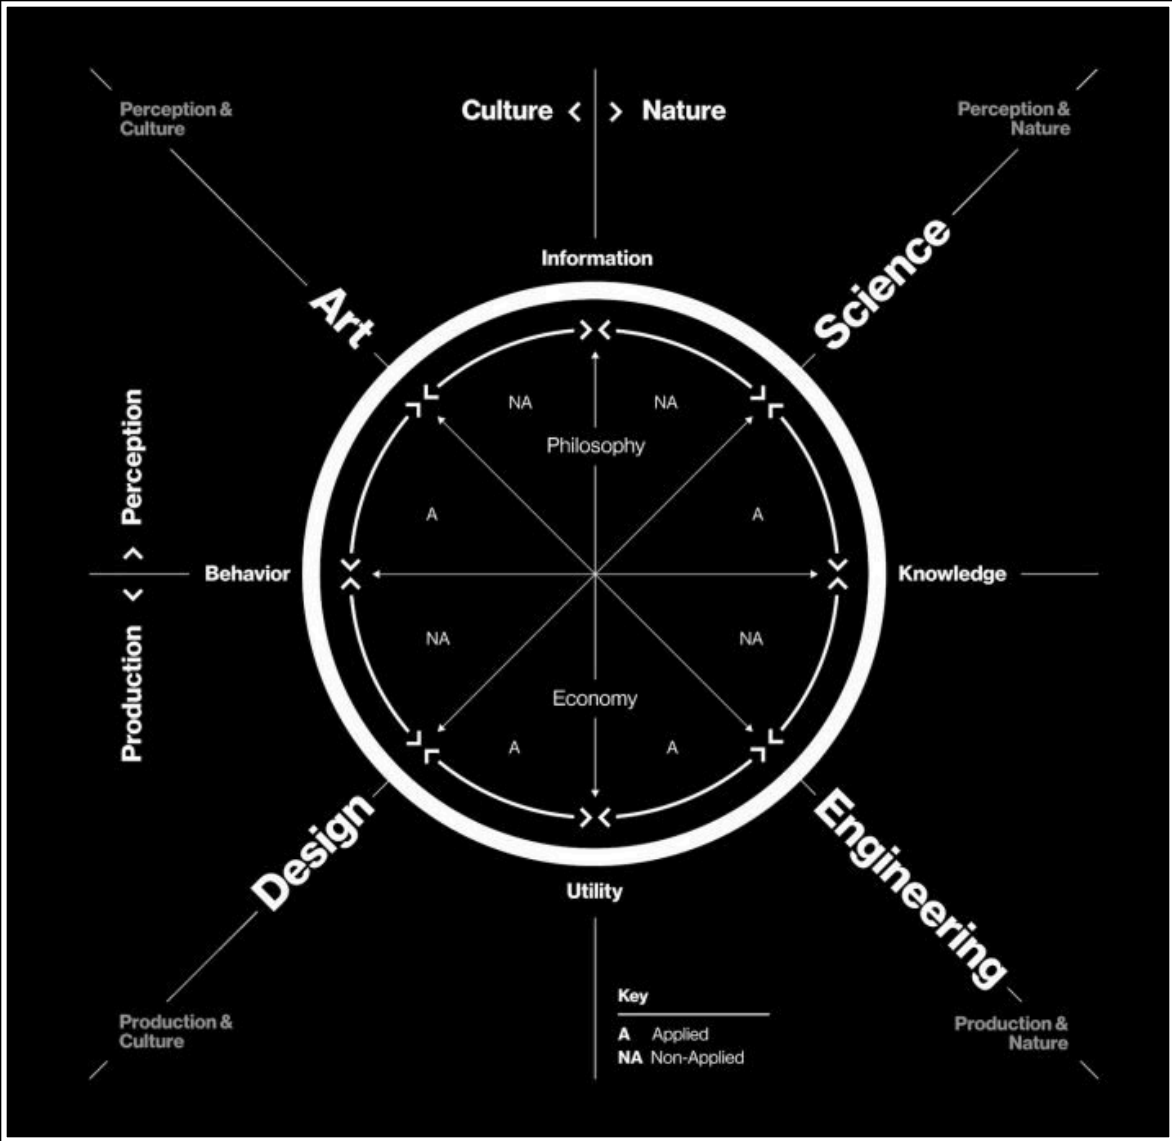 Perception &
Culture
Culture < > Nature
Perception &
Nature
Information
Art
Science
NA
NA
Philosophy
Perception
A
A
Behavior
Knowledge
Production
NA
NA
Economy
A
A
Design
Engineering
Utility
Key
A Applied
NA Non-Applied
Production &
Culture
Production &
Nature